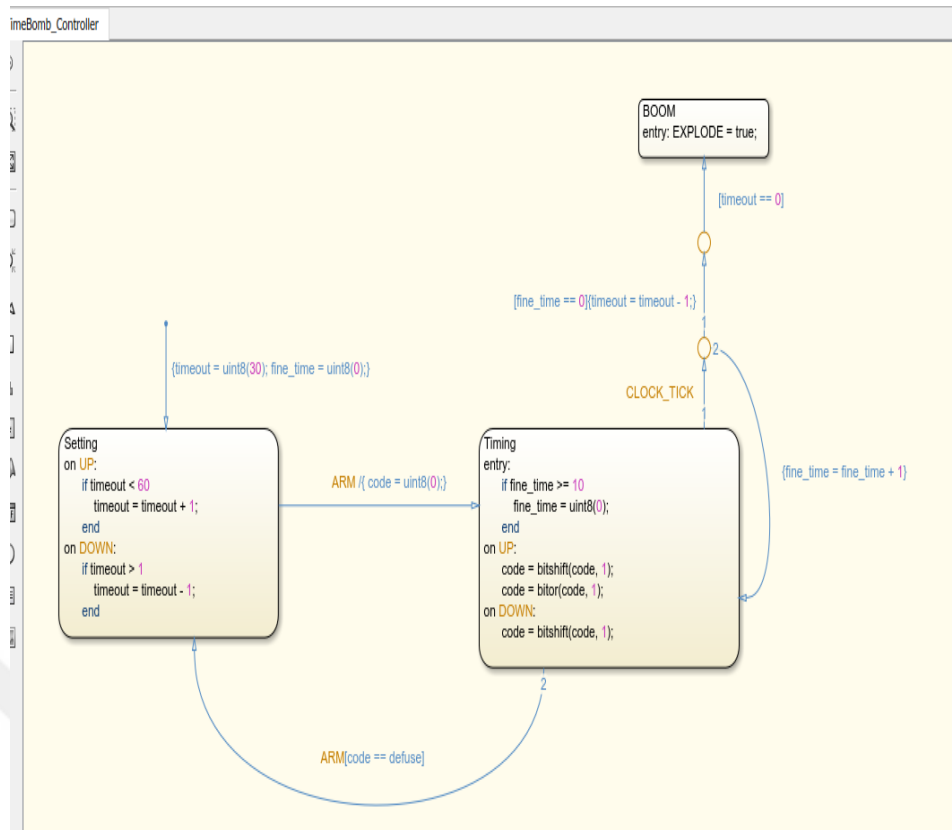 imeBomb_Controller
BOOM
entry: EXPLODE = true;
[timeout == 0]
[fine_time == 0]{timeout = timeout - 1;}
1
2
{timeout = uint8(30); fine_time = uint8(0);}
CLOCK_TICK
1
Setting
on UP:
if timeout < 60
timeout = timeout + 1;
end
on DOWN:
if timeout > 1
timeout = timeout - 1;
end
ARM /{ code = uint8(0);}
Timing
entry:
if fine_time >= 10
fine_time = uint8(0);
end
on UP:
code = bitshift(code, 1);
code = bitor(code, 1);
on DOWN:
code = bitshift(code, 1);
{fine_time = fine_time + 1}
2
ARM[code == defuse]